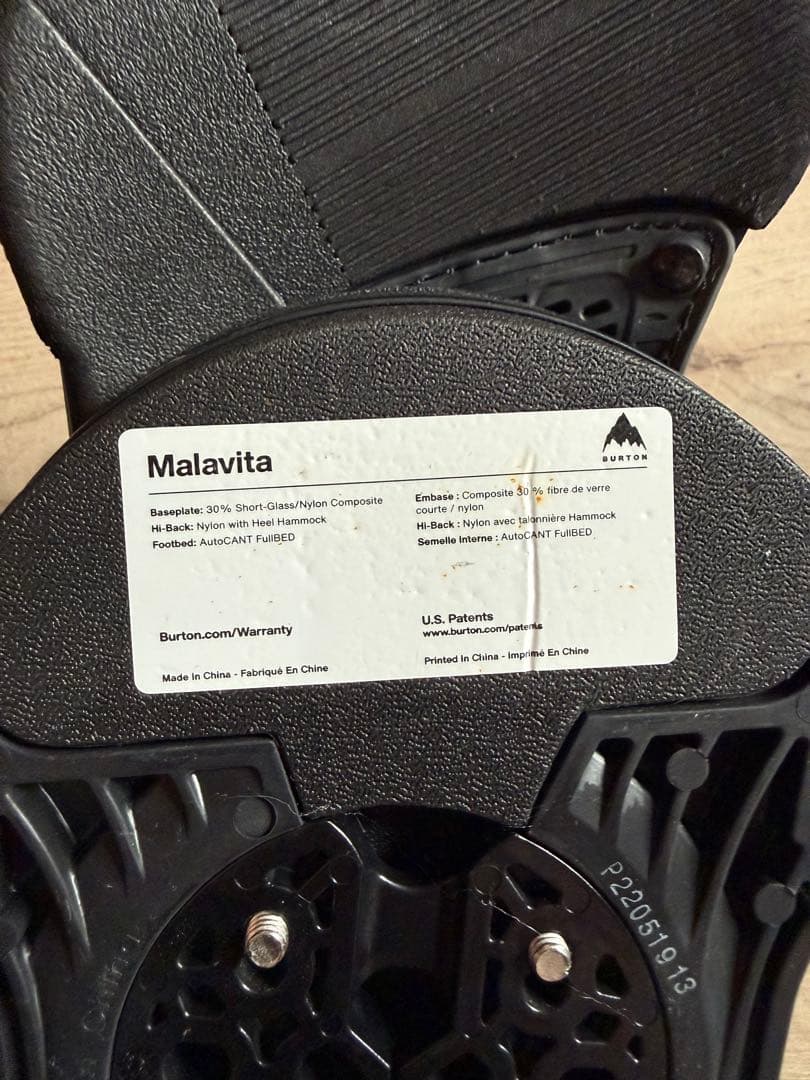 Malavita
BURTON
Baseplate: 30% Short-Glass/Nylon Composite
Hi-Back: Nylon with Heel Hammock
Footbed: AutoCANT FullBED
Embase : Composite 30 % fibre de verre
courte / nylon
Hi-Back : Nylon avec talonnière Hammock
Semelle Interne : AutoCANT FullBED
Burton.com/Warranty
U.S. Patents
www.burton.com/patents
Made In China - Fabriqué En Chine
Printed In China - Imprimé En Chine
P22051913